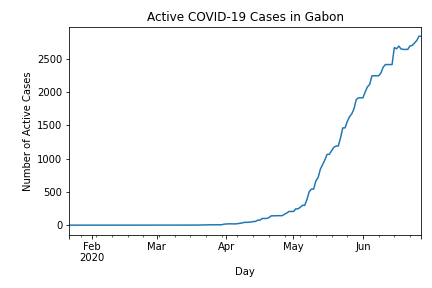 Active COVID-19 Cases in Gabon
Number of Active Cases
2500
2000
1500
1000
500
0
Feb
2020
Mar
Apr
May
Jun
Day